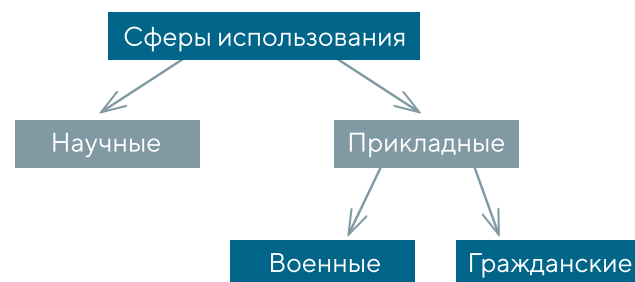 Сферы использования
Научные
Прикладные
Военные
Гражданские